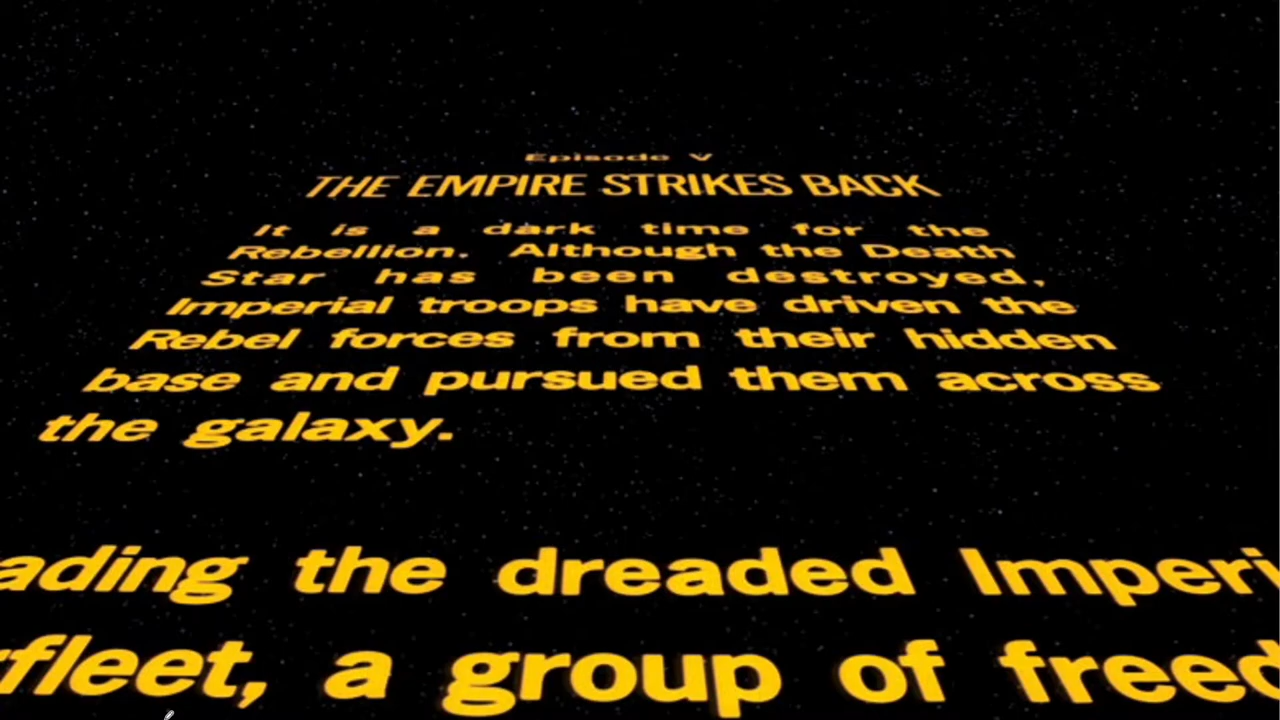 Episode V
THE EMPIRE STRIKES BACK
It is a dark time for the
Rebellion. Although the Death
Star has been destroyed,
Imperial troops have driven the
Rebel forces from their hidden
base and pursued them across
the galaxy.
ading the dreaded Imperi
rfleet, a group of freed